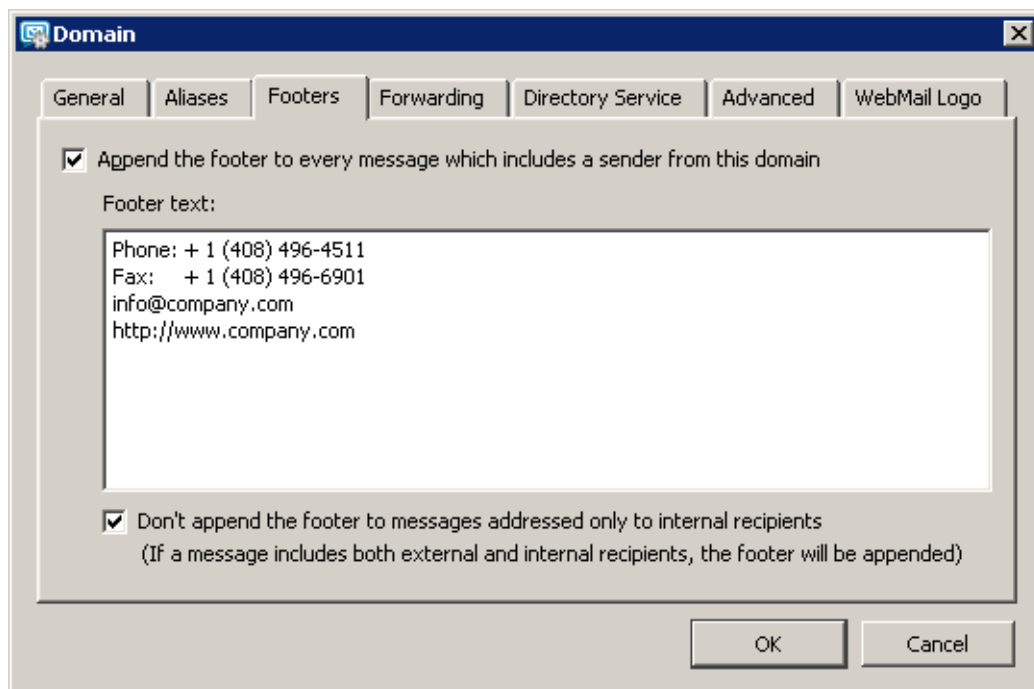 Domain
General Aliases Footers Forwarding Directory Service Advanced WebMail Logo
Append the footer to every message which includes a sender from this domain
Footer text:
Phone: + 1 (408) 496-4511
Fax: + 1 (408) 496-6901
info@company.com
http://www.company.com
Don't append the footer to messages addressed only to internal recipients
(If a message includes both external and internal recipients, the footer will be appended)
OK Cancel